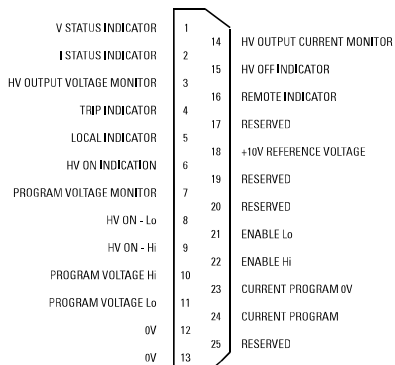 V STATUS INDICATOR 1
I STATUS INDICATOR 2
HV OUTPUT VOLTAGE MONITOR 3
TRIP INDICATOR 4
LOCAL INDICATOR 5
HV ON INDICATION 6
PROGRAM VOLTAGE MONITOR 7
HV ON - Lo 8
HV ON - Hi 9
PROGRAM VOLTAGE Hi 10
PROGRAM VOLTAGE Lo 11
0V 12
0V 13
14 HV OUTPUT CURRENT MONITOR
15 HV OFF INDICATOR
16 REMOTE INDICATOR
17 RESERVED
18 +10V REFERENCE VOLTAGE
19 RESERVED
20 RESERVED
21 ENABLE Lo
22 ENABLE Hi
23 CURRENT PROGRAM 0V
24 CURRENT PROGRAM
25 RESERVED